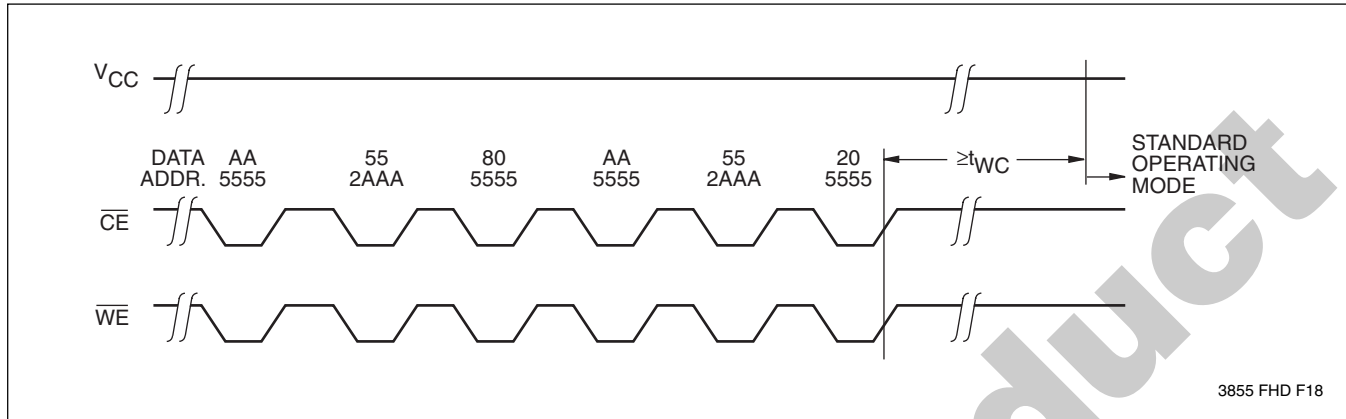 VCC
DATA AA 55 80 AA 55 20
ADDR. 5555 2AAA 5555 5555 2AAA 5555
≥tWC
STANDARD
OPERATING
MODE
CE
WE
3855 FHD F18
duct